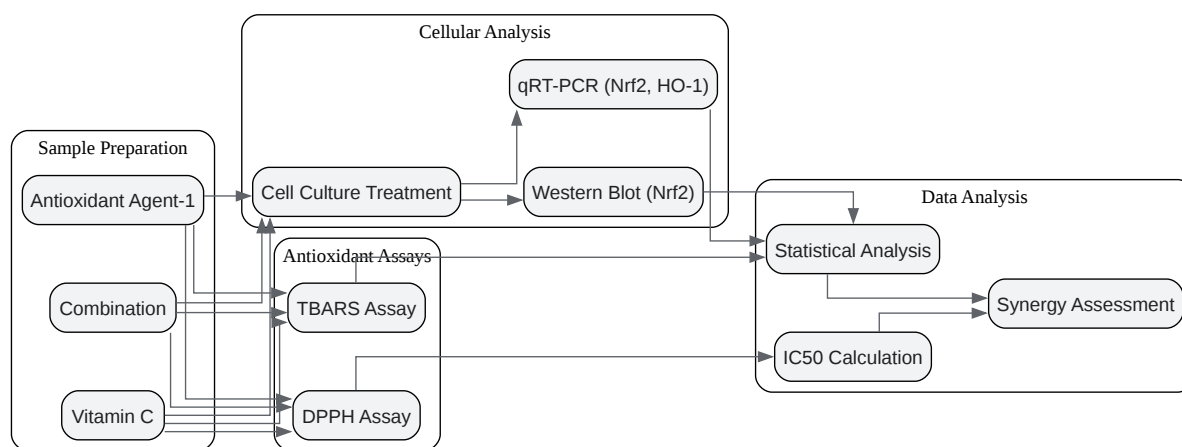 Cellular Analysis
qRT-PCR (Nrf2, HO-1)
Cell Culture Treatment
Western Blot (Nrf2)
Sample Preparation
Antioxidant Agent-1
Combination
Vitamin C
Antioxidant Assays
TBARS Assay
DPPH Assay
Data Analysis
Statistical Analysis
Synergy Assessment
IC50 Calculation